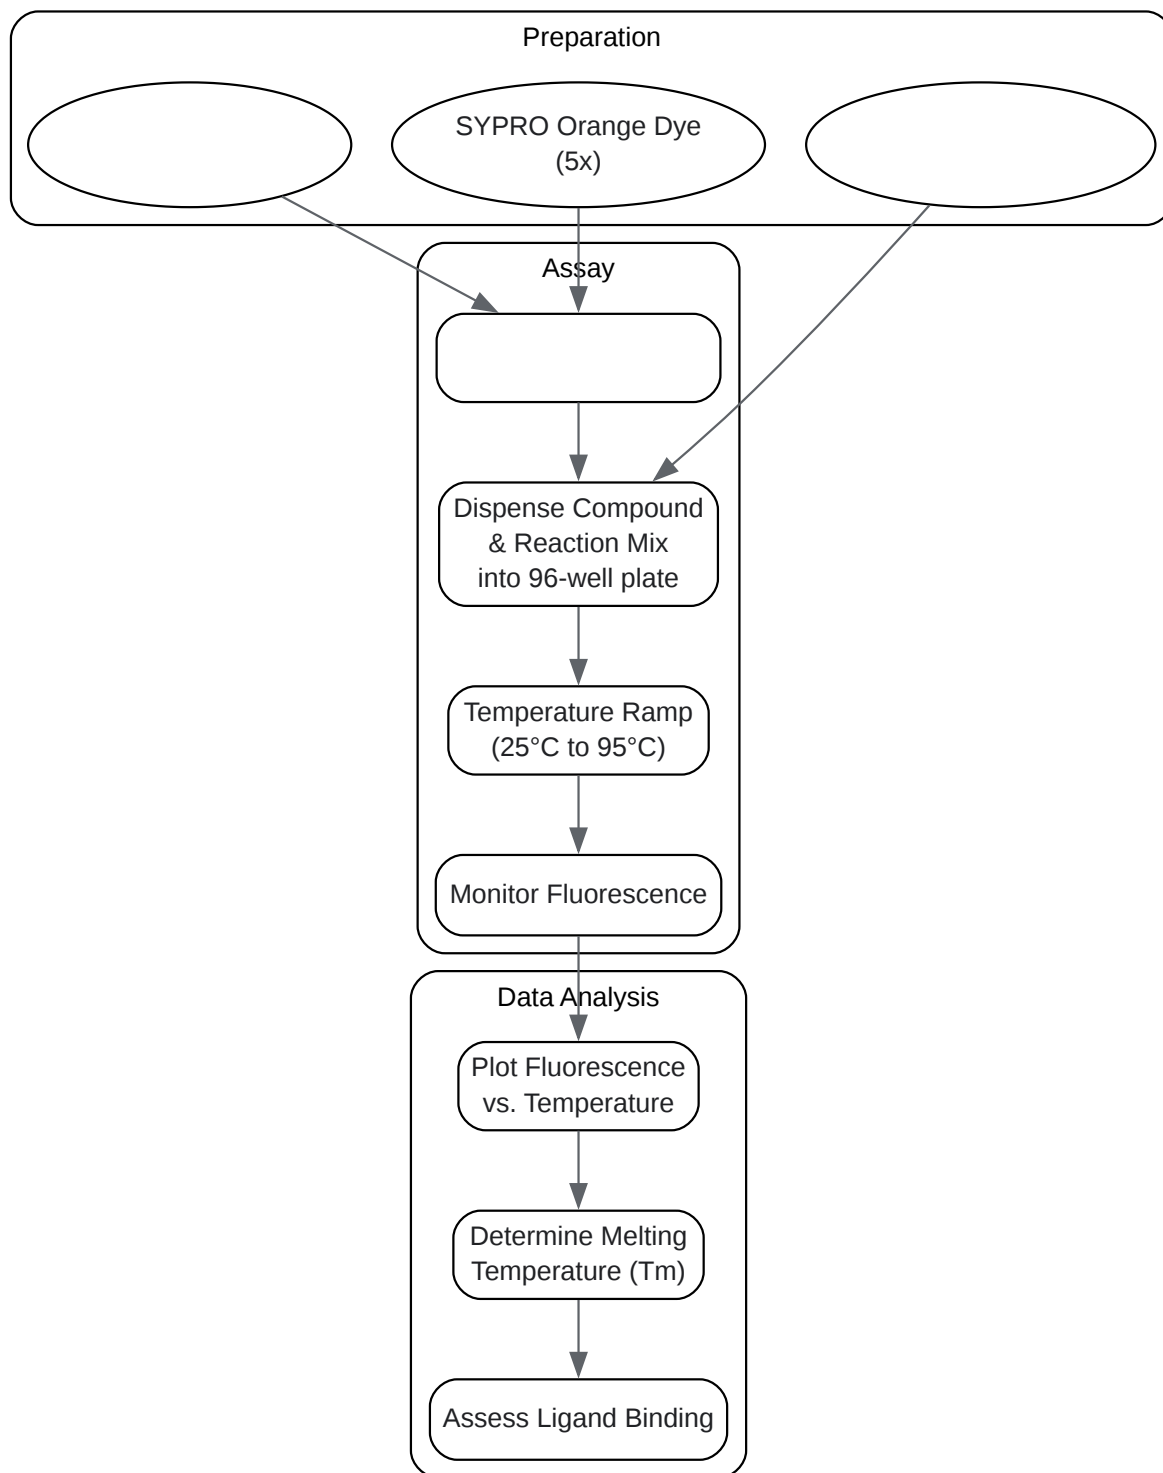 Preparation
SYPRO Orange Dye
(5x)
Assay
Dispense Compound
& Reaction Mix
into 96-well plate
Temperature Ramp
(25°C to 95°C)
Monitor Fluorescence
Data Analysis
Plot Fluorescence
vs. Temperature
Determine Melting
Temperature (Tm)
Assess Ligand Binding